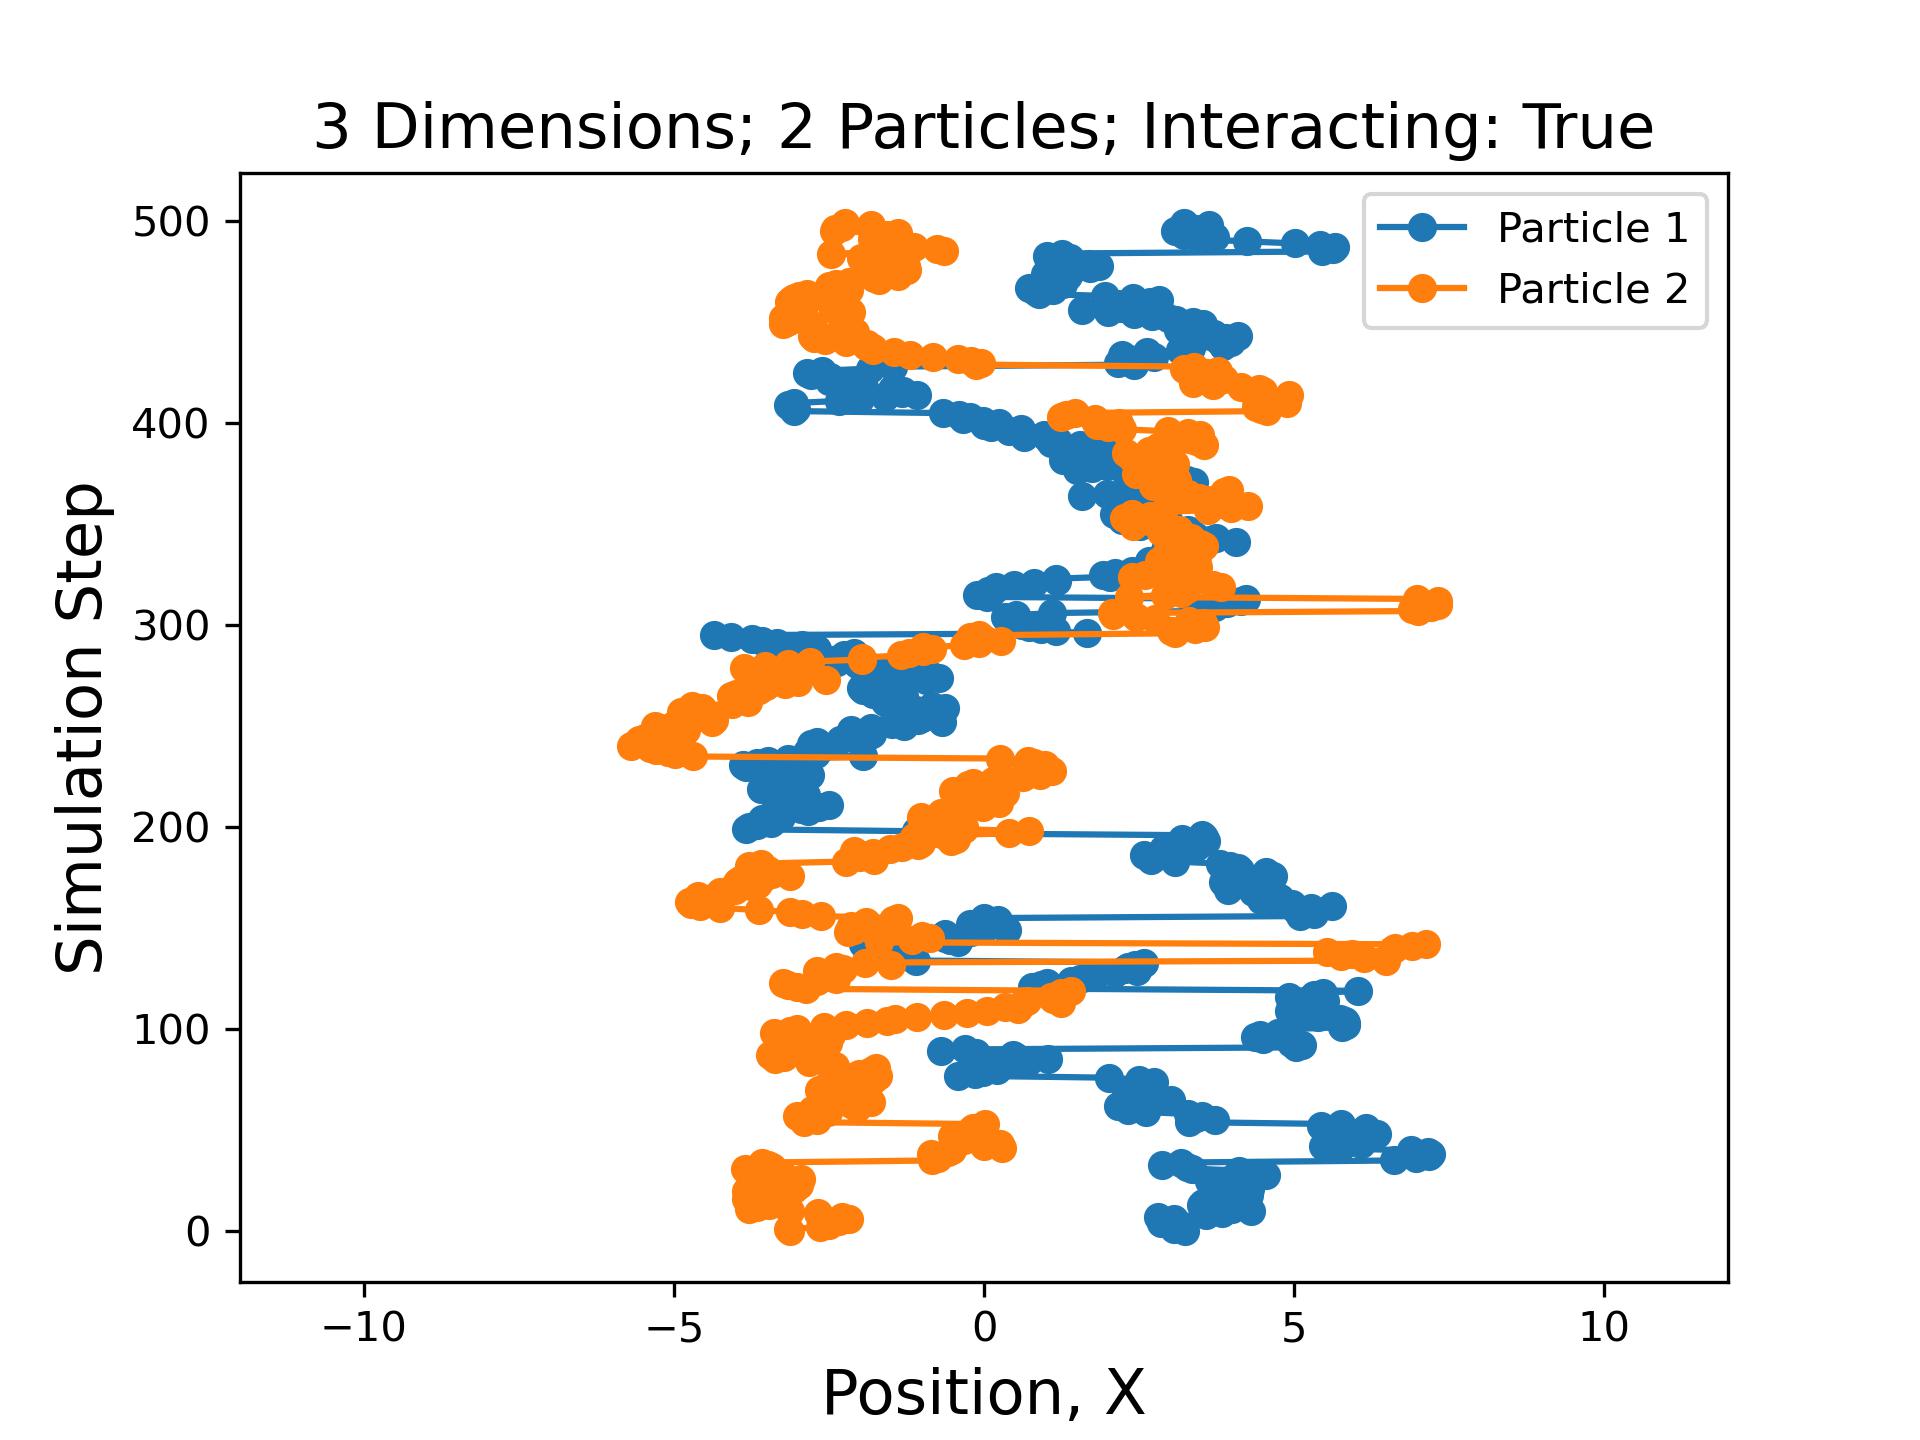 3 Dimensions; 2 Particles; Interacting: True
Particle 1
Particle 2
Simulation Step
500
400
300
200
100
0
−10
−5
0
5
10
Position, X